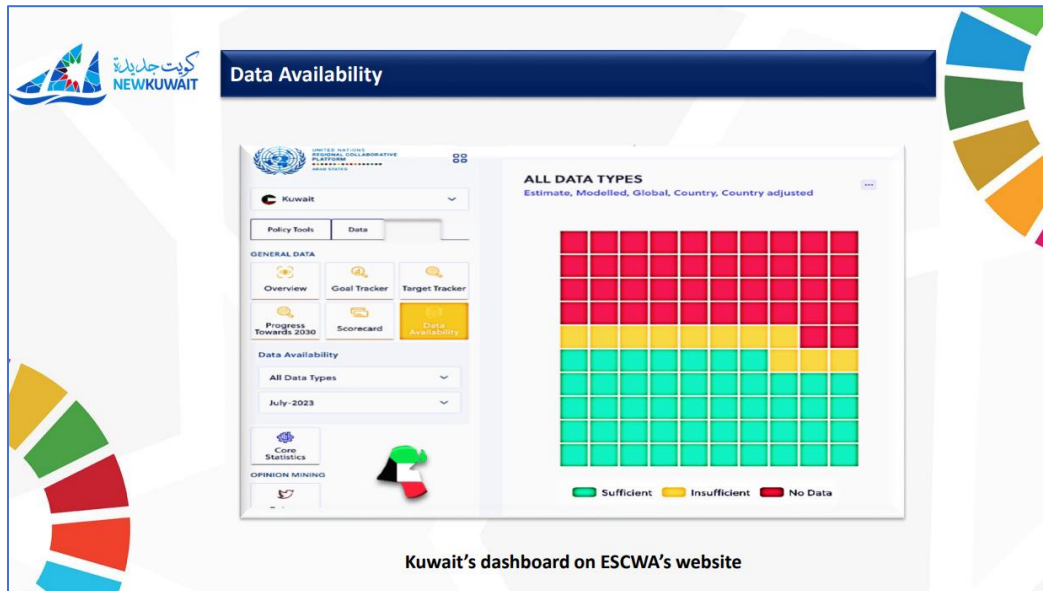 كويت جديدة
NEWKUWAIT
Data Availability
UNITED NATIONS
REGIONAL COLLABORATIVE
PLATFORM
ARAB STATES
Kuwait
Policy Tools
Data
GENERAL DATA
Overview
Goal Tracker
Target Tracker
Progress
Towards 2030
Scorecard
Data
Availability
Data Availability
All Data Types
July-2023
Core
Statistics
OPINION MINING
ALL DATA TYPES
Estimate, Modelled, Global, Country, Country adjusted
Sufficient
Insufficient
No Data
Kuwait's dashboard on ESCWA's website